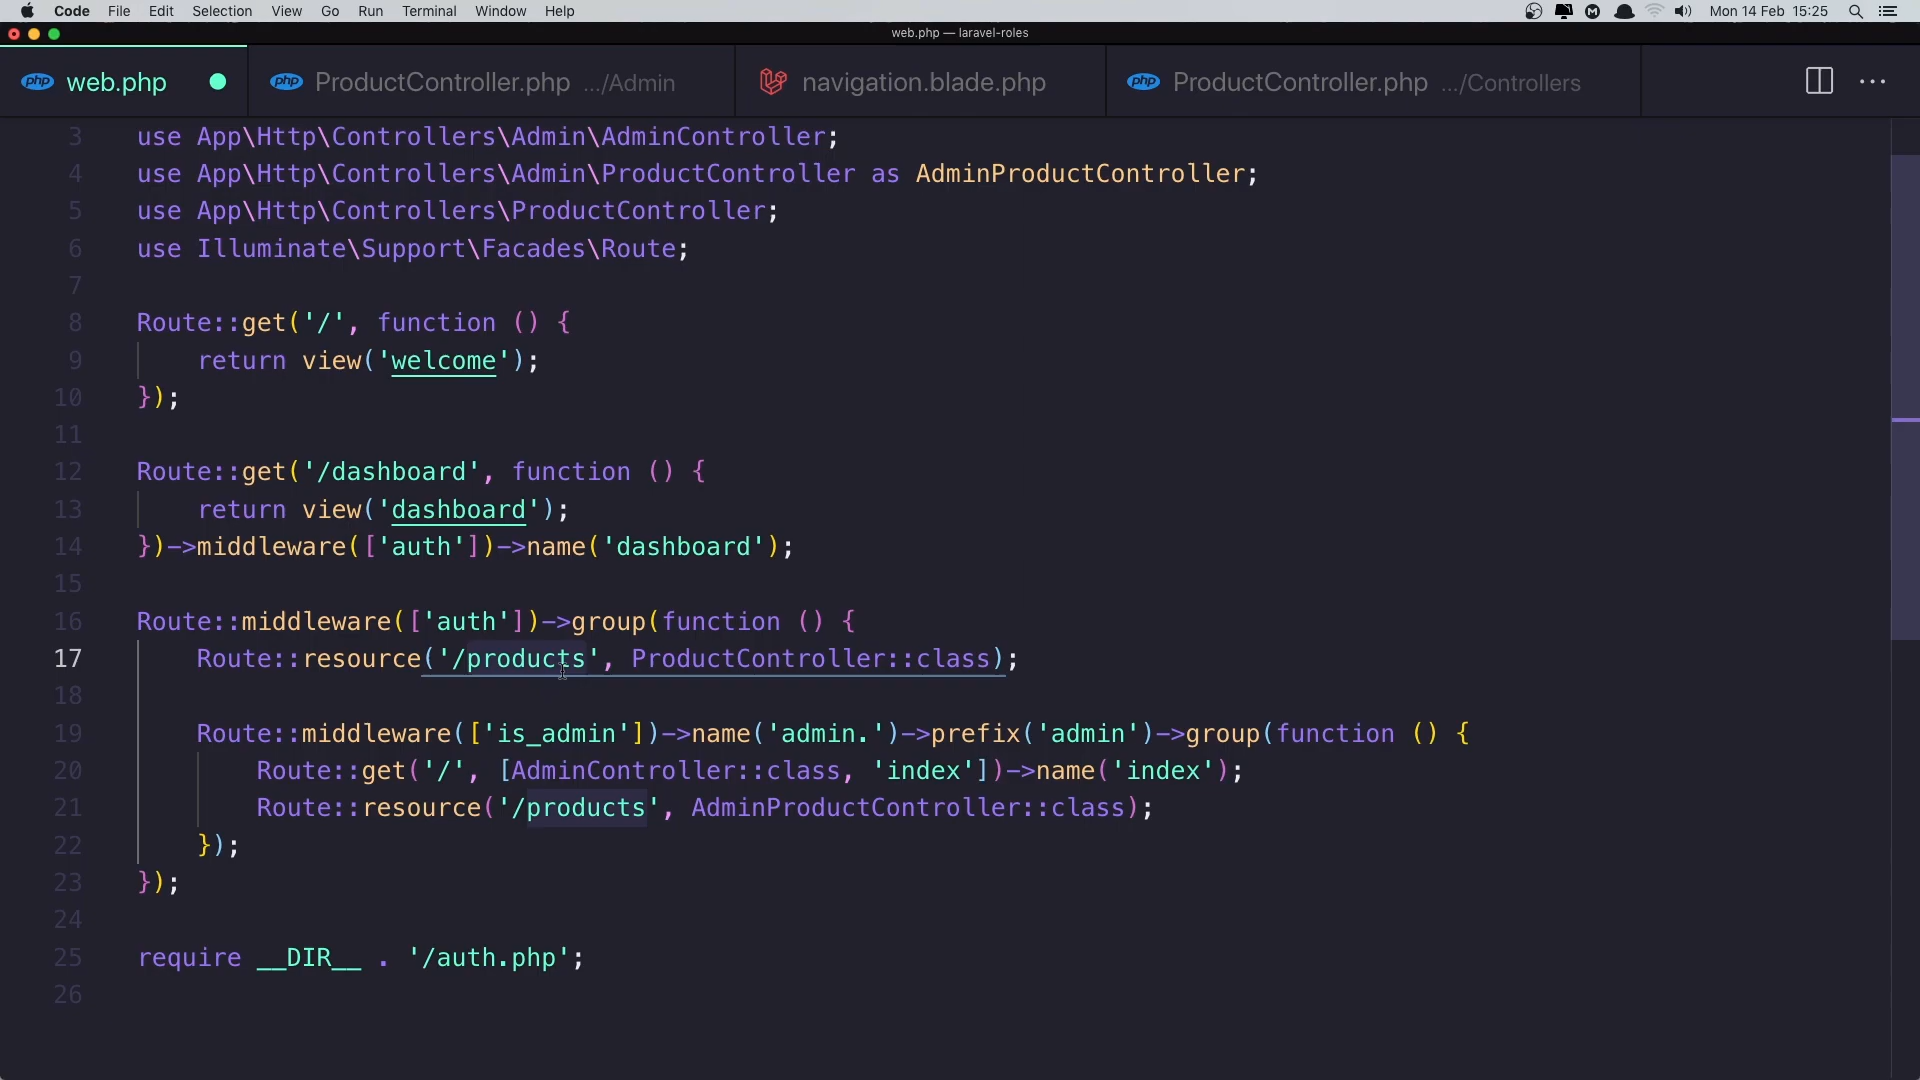 Code File Edit Selection View Go Run Terminal Window Help Mon 14 Feb 15:25
web.php — laravel-roles
php web.php php ProductController.php .../Admin navigation.blade.php php ProductController.php .../Controllers
3 use App\Http\Controllers\Admin\AdminController;
4 use App\Http\Controllers\Admin\ProductController as AdminProductController;
5 use App\Http\Controllers\ProductController;
6 use Illuminate\Support\Facades\Route;
7
8 Route::get('/', function () {
9 return view('welcome');
10 });
11
12 Route::get('/dashboard', function () {
13 return view('dashboard');
14 })->middleware(['auth'])->name('dashboard');
15
16 Route::middleware(['auth'])->group(function () {
17 Route::resource('/products', ProductController::class);
18
19 Route::middleware(['is_admin'])->name('admin.')->prefix('admin')->group(function () {
20 Route::get('/', [AdminController::class, 'index'])->name('index');
21 Route::resource('/products', AdminProductController::class);
22 });
23 });
24
25 require __DIR__ . '/auth.php';
26